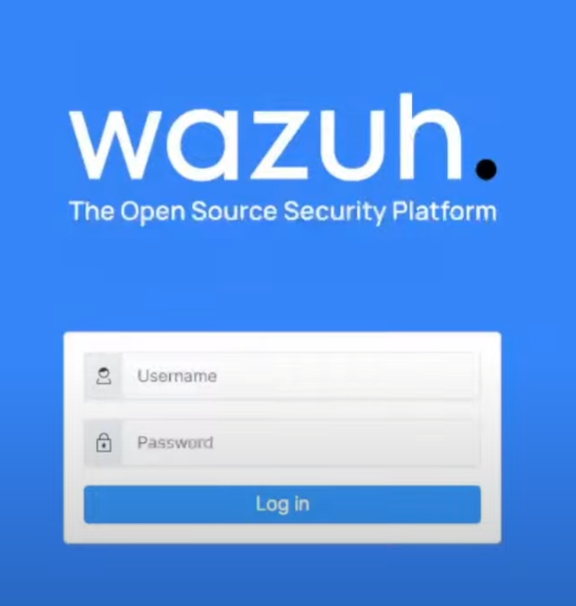 wazuh.
The Open Source Security Platform
Username
Password
Log in